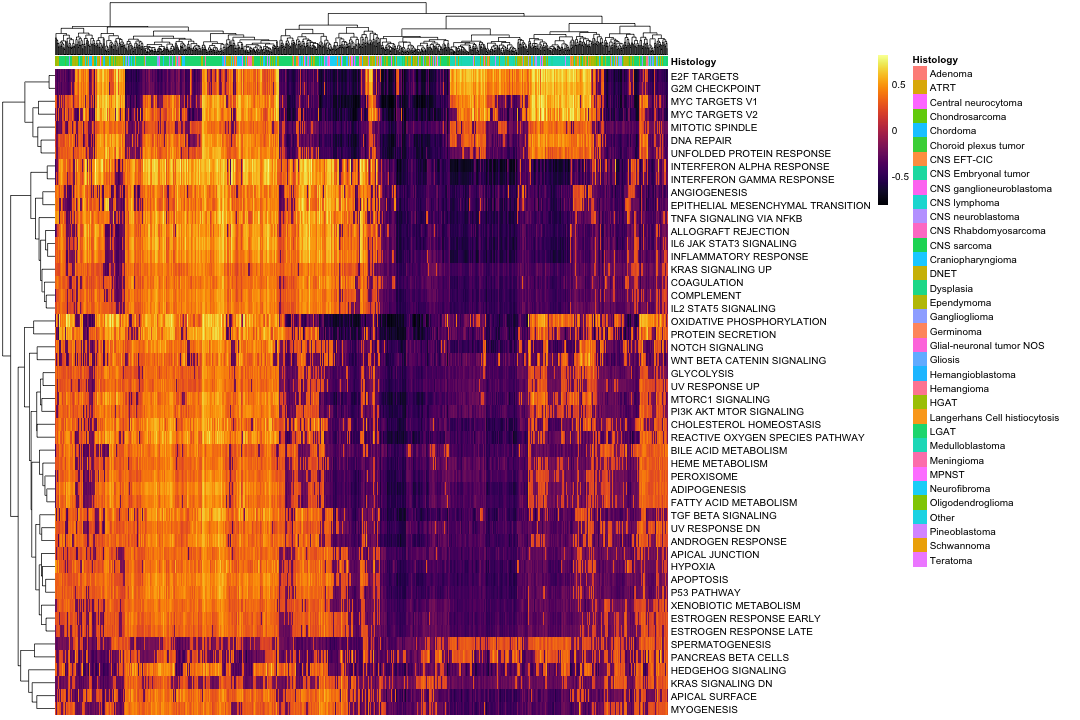 Histology
E2F TARGETS
G2M CHECKPOINT
MYC TARGETS V1
MYC TARGETS V2
MITOTIC SPINDLE
DNA REPAIR
UNFOLDED PROTEIN RESPONSE
INTERFERON ALPHA RESPONSE
INTERFERON GAMMA RESPONSE
ANGIOGENESIS
EPITHELIAL MESENCHYMAL TRANSITION
TNFA SIGNALING VIA NFKB
ALLOGRAFT REJECTION
IL6 JAK STAT3 SIGNALING
INFLAMMATORY RESPONSE
KRAS SIGNALING UP
COAGULATION
COMPLEMENT
IL2 STAT5 SIGNALING
OXIDATIVE PHOSPHORYLATION
PROTEIN SECRETION
NOTCH SIGNALING
WNT BETA CATENIN SIGNALING
GLYCOLYSIS
UV RESPONSE UP
MTORC1 SIGNALING
PI3K AKT MTOR SIGNALING
CHOLESTEROL HOMEOSTASIS
REACTIVE OXYGEN SPECIES PATHWAY
BILE ACID METABOLISM
HEME METABOLISM
PEROXISOME
ADIPOGENESIS
FATTY ACID METABOLISM
TGF BETA SIGNALING
UV RESPONSE DN
ANDROGEN RESPONSE
APICAL JUNCTION
HYPOXIA
APOPTOSIS
P53 PATHWAY
XENOBIOTIC METABOLISM
ESTROGEN RESPONSE EARLY
ESTROGEN RESPONSE LATE
SPERMATOGENESIS
PANCREAS BETA CELLS
HEDGEHOG SIGNALING
KRAS SIGNALING DN
APICAL SURFACE
MYOGENESIS
0.5
0
-0.5
Histology
Adenoma
ATRT
Central neurocytoma
Chondrosarcoma
Chordoma
Choroid plexus tumor
CNS EFT-CIC
CNS Embryonal tumor
CNS ganglioneuroblastoma
CNS lymphoma
CNS neuroblastoma
CNS Rhabdomyosarcoma
CNS sarcoma
Craniopharyngioma
DNET
Dysplasia
Ependymoma
Ganglioglioma
Germinoma
Glial-neuronal tumor NOS
Gliosis
Hemangioblastoma
Hemangioma
HGAT
Langerhans Cell histiocytosis
LGAT
Medulloblastoma
Meningioma
MPNST
Neurofibroma
Oligodendroglioma
Other
Pineoblastoma
Schwannoma
Teratoma